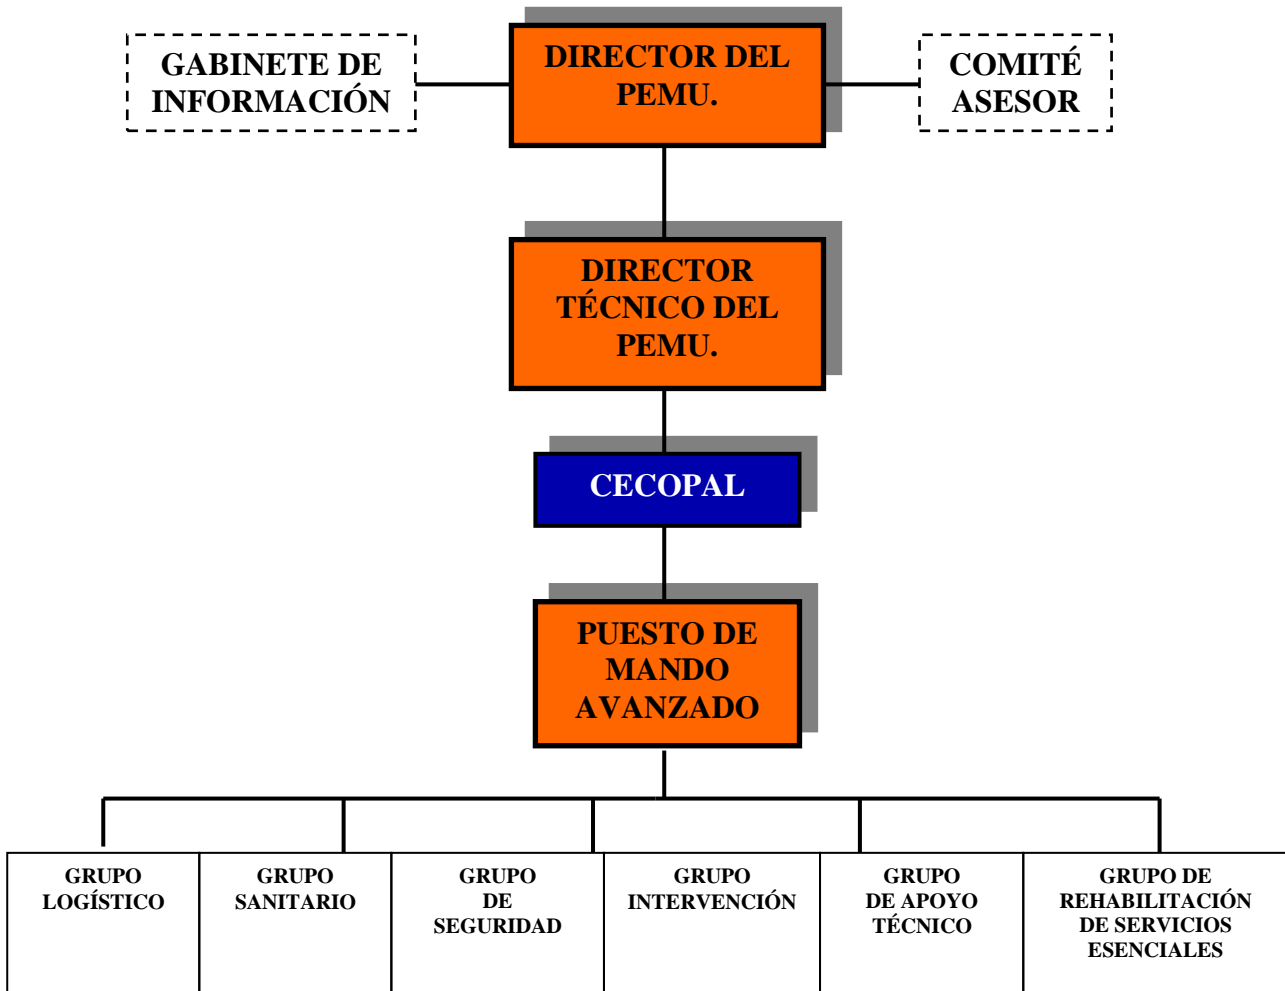 GABINETE DE
INFORMACIÓN
DIRECTOR DEL
PEMU.
COMITÉ
ASESOR
DIRECTOR
TÉCNICO DEL
PEMU.
CECOPAL
PUESTO DE
MANDO
AVANZADO
GRUPO
LOGÍSTICO
GRUPO
SANITARIO
GRUPO
DE
SEGURIDAD
GRUPO
INTERVENCIÓN
GRUPO
DE APOYO
TÉCNICO
GRUPO DE
REHABILITACIÓN
DE SERVICIOS
ESENCIALES